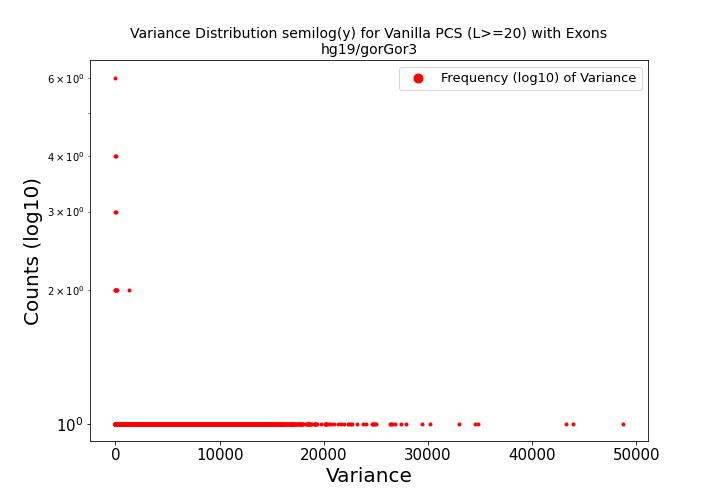 Variance Distribution semilog(y) for Vanilla PCS (L>=20) with Exons
hg19/gorGor3
Frequency (log10) of Variance
Counts (log10)
6 × 10⁰
4 × 10⁰
3 × 10⁰
2 × 10⁰
10⁰
0 10000 20000 30000 40000 50000
Variance